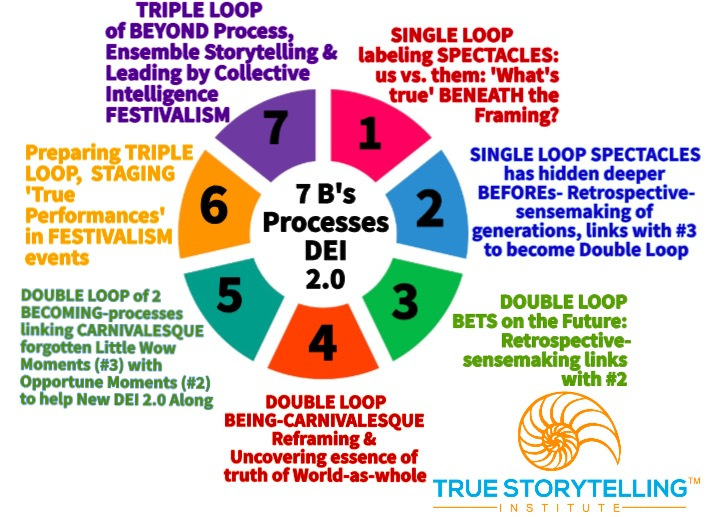 TRIPLE LOOP
of BEYOND Process,
Ensemble Storytelling &
Leading by Collective
Intelligence
FESTIVALISM
SINGLE LOOP
labeling SPECTACLES:
us vs. them: 'What's
true' BENEATH the
Framing?
7
1
Preparing TRIPLE
LOOP, STAGING
'True
Performances'
in FESTIVALISM
events
6
7 B's
Processes
DEI
2.0
2
SINGLE LOOP SPECTACLES
has hidden deeper
BEFOREs- Retrospective-
sensemaking of
generations, links with #3
to become Double Loop
5
4
3
DOUBLE LOOP of 2
BECOMING-processes
linking CARNIVALESQUE
forgotten Little Wow
Moments (#3) with
Opportune Moments (#2)
to help New DEI 2.0 Along
DOUBLE LOOP
BETS on the Future:
Retrospective-
sensemaking links
with #2
DOUBLE LOOP
BEING-CARNIVALESQUE
Reframing &
Uncovering essence of
truth of World-as-whole
TRUE STORYTELLING™
INSTITUTE